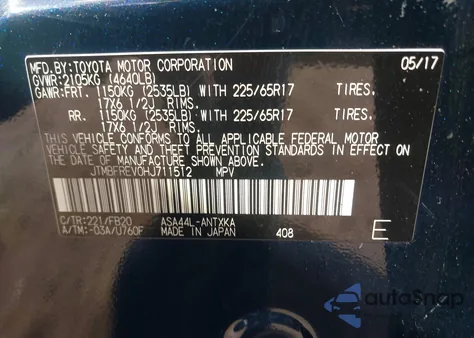 MFD.BY:TOYOTA MOTOR CORPORATION 05/17
GVWR:2105KG (4640LB)
GAWR:FRT. 1150KG (2535LB) WITH 225/65R17 TIRES.
17X6 1/2J RIMS.
RR. 1150KG (2535LB) WITH 225/65R17 TIRES.
17X6 1/2J RIMS.
THIS VEHICLE CONFORMS TO ALL APPLICABLE FEDERAL MOTOR
VEHICLE SAFETY AND THEFT PREVENTION STANDARDS IN EFFECT
ON THE DATE OF MANUFACTURE SHOWN ABOVE.
JTMBFREV0HJ711512 MPV
C/TR:221/FB20 ASA44L-ANTXKA
A/TM:-03A/U760F MADE IN JAPAN 408 E
autoSnap